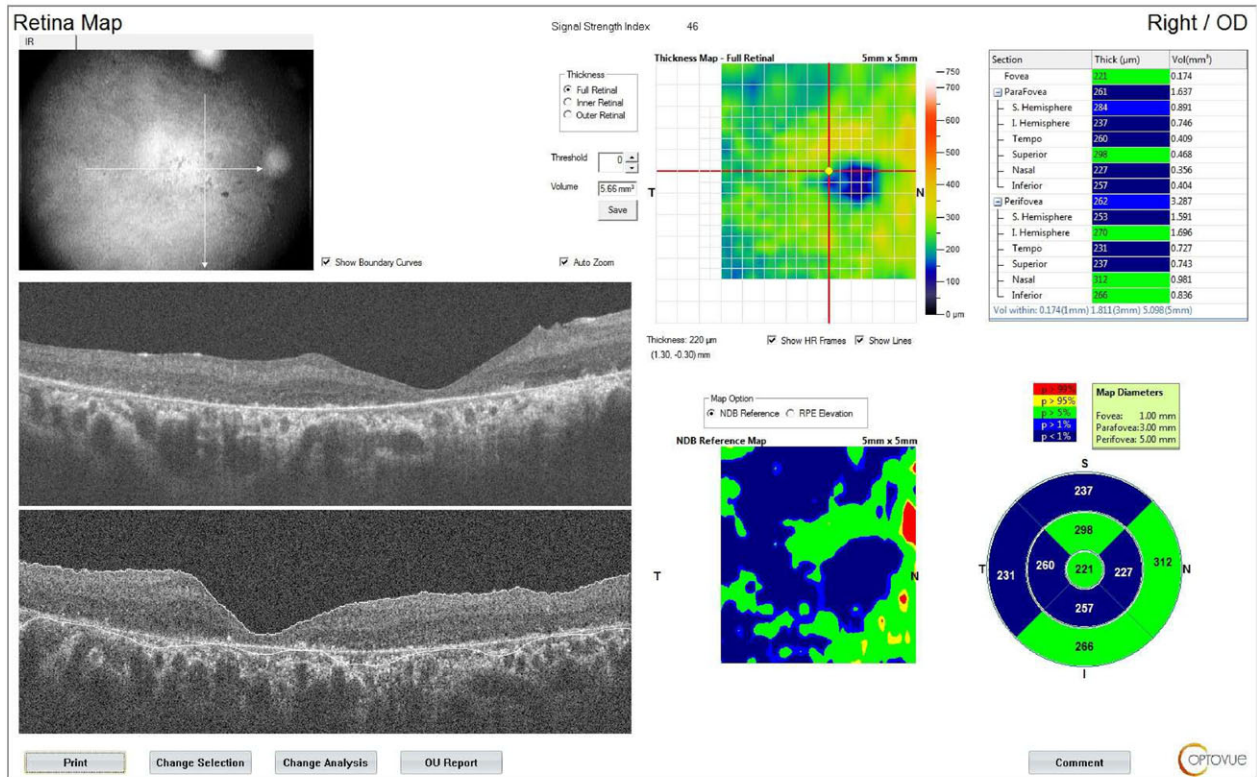 Retina Map
Signal Strength Index 46
Right / OD
IR
Thickness
Full Retinal
Inner Retinal
Outer Retinal
Threshold 0
Volume 5.66 mm³
Save
Show Boundary Curves
Auto Zoom
Thickness Map - Full Retinal 5mm x 5mm
T
N
750
700
600
500
400
300
200
100
0 µm
Thickness: 220 µm
(1.30, -0.30) mm
Show HR Frames
Show Lines
Section Thick (µm) Vol(mm³)
Fovea 221 0.174
ParaFovea 261 1.637
S. Hemisphere 284 0.891
I. Hemisphere 237 0.746
Tempo 260 0.409
Superior 298 0.468
Nasal 227 0.356
Inferior 257 0.404
Perifovea 262 3.287
S. Hemisphere 253 1.591
I. Hemisphere 270 1.696
Tempo 231 0.727
Superior 237 0.743
Nasal 312 0.981
Inferior 266 0.836
Vol within: 0.174(1mm) 1.811(3mm) 5.098(5mm)
Map Option
NDB Reference
RPE Elevation
NDB Reference Map 5mm x 5mm
T
N
p > 99%
p > 95%
p > 5%
p > 1%
p < 1%
Map Diameters
Fovea: 1.00 mm
Parafovea: 3.00 mm
Perifovea: 5.00 mm
S
237
298
T 231 260 221 227 312 N
257
266
I
Print
Change Selection
Change Analysis
OU Report
Comment
OPTOVUE